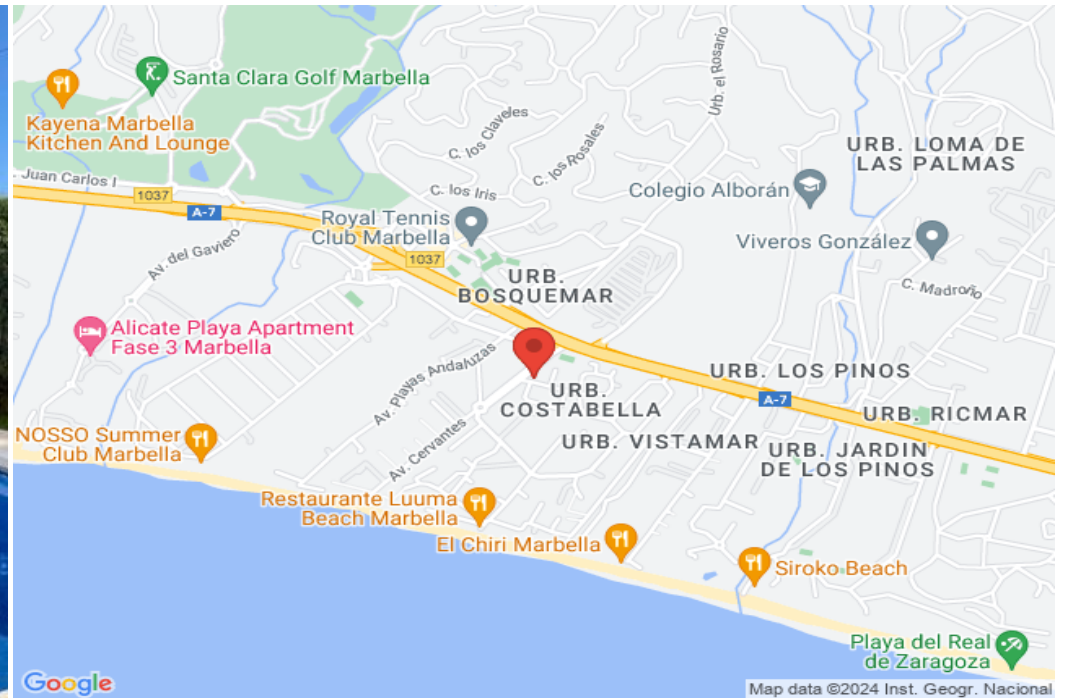 Santa Clara Golf Marbella
Kayena Marbella
Kitchen And Lounge
Juan Carlos I
1037
A-7
Av. del Gaviero
C. los Claveles
C. los Rosales
C. los Iris
Urb. el Rosario
URB. LOMA DE
LAS PALMAS
Colegio Alborán
Royal Tennis
Club Marbella
1037
Viveros González
C. Madroño
URB.
BOSQUEMAR
Alicate Playa Apartment
Fase 3 Marbella
Av. Playas Andaluzas
URB. LOS PINOS
A-7
URB.
COSTABELLA
URB. RICMAR
NOSSO Summer
Club Marbella
Av. Cervantes
URB. VISTAMAR
URB. JARDIN
DE LOS PINOS
Restaurante Luuma
Beach Marbella
El Chiri Marbella
Siroko Beach
Playa del Real
de Zaragoza
Google
Map data ©2024 Inst. Geogr. Nacional